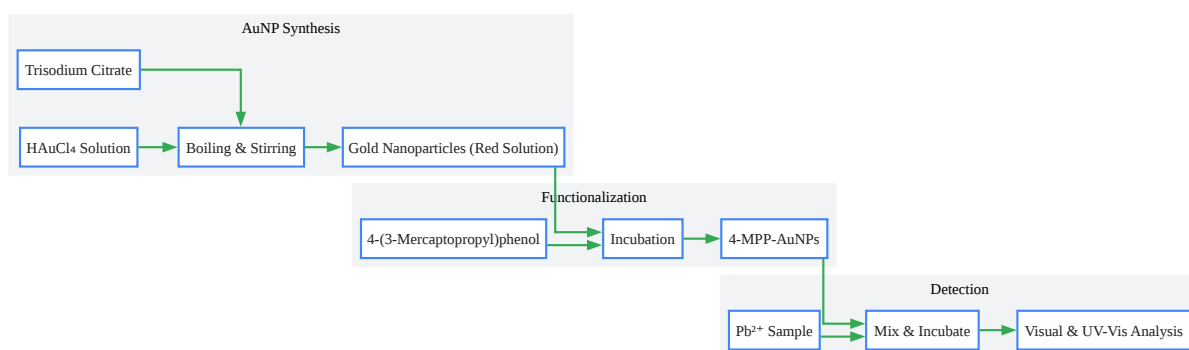 AuNP Synthesis
Trisodium Citrate
HAuCl₄ Solution
Boiling & Stirring
Gold Nanoparticles (Red Solution)
Functionalization
4-(3-Mercaptopropyl)phenol
Incubation
4-MPP-AuNPs
Detection
Pb²⁺ Sample
Mix & Incubate
Visual & UV-Vis Analysis